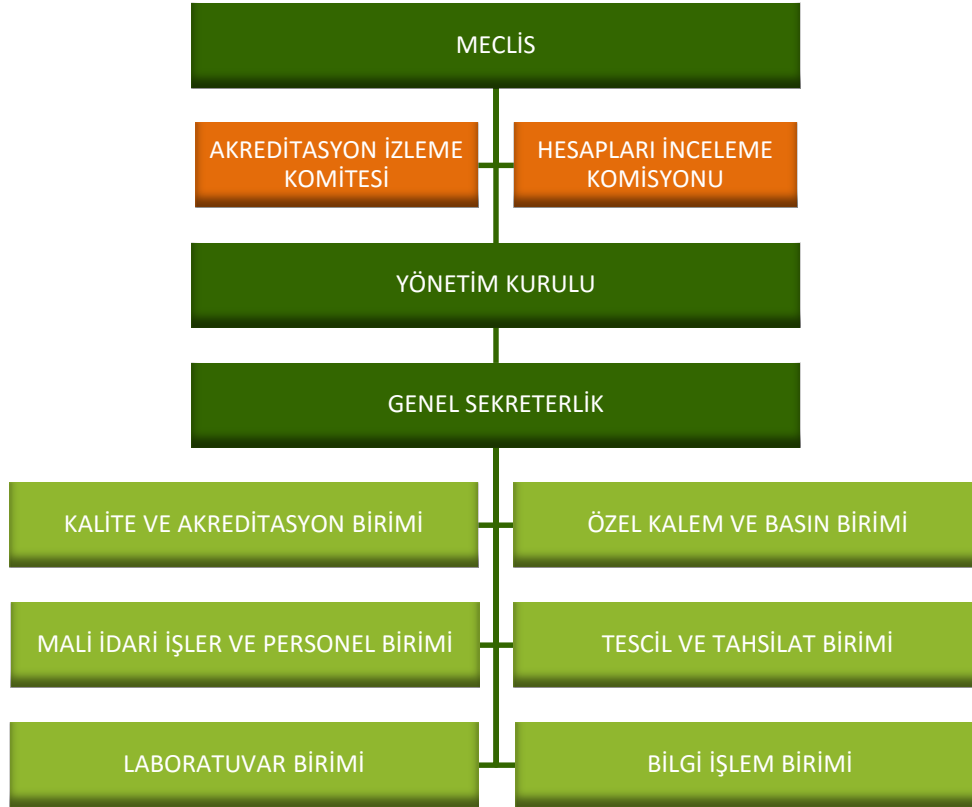 MECLİS
AKREDİTASYON İZLEME
KOMİTESİ
HESAPLARI İNCELEME
KOMİSYONU
YÖNETİM KURULU
GENEL SEKRETERLİK
KALİTE VE AKREDİTASYON BİRİMİ
ÖZEL KALEM VE BASIN BİRİMİ
MALİ İDARİ İŞLER VE PERSONEL BİRİMİ
TESCİL VE TAHSİLAT BİRİMİ
LABORATUVAR BİRİMİ
BİLGİ İŞLEM BİRİMİ